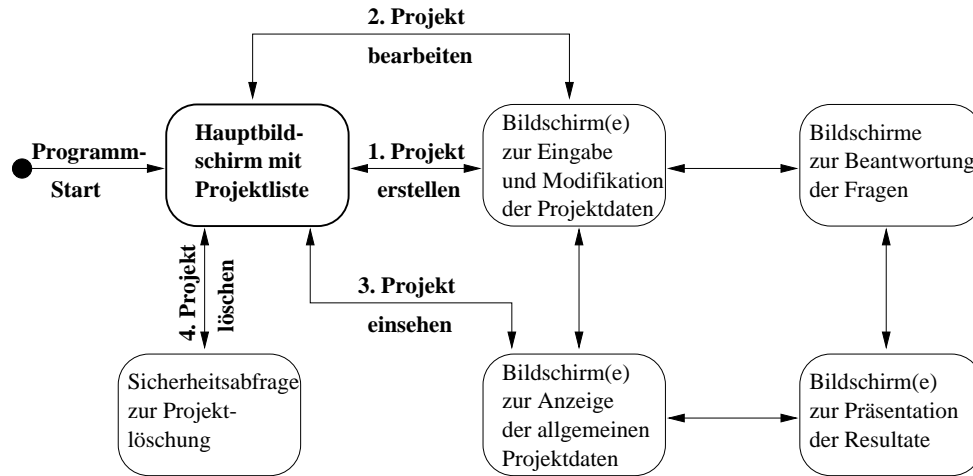 2. Projekt
bearbeiten
Programm-
Start
Hauptbild-
schirm mit
Projektliste
1. Projekt
erstellen
Bildschirm(e)
zur Eingabe
und Modifikation
der Projektdaten
Bildschirme
zur Beantwortung
der Fragen
4. Projekt
löschen
3. Projekt
einsehen
Sicherheitsabfrage
zur Projekt-
löschung
Bildschirm(e)
zur Anzeige
der allgemeinen
Projektdaten
Bildschirm(e)
zur Präsentation
der Resultate